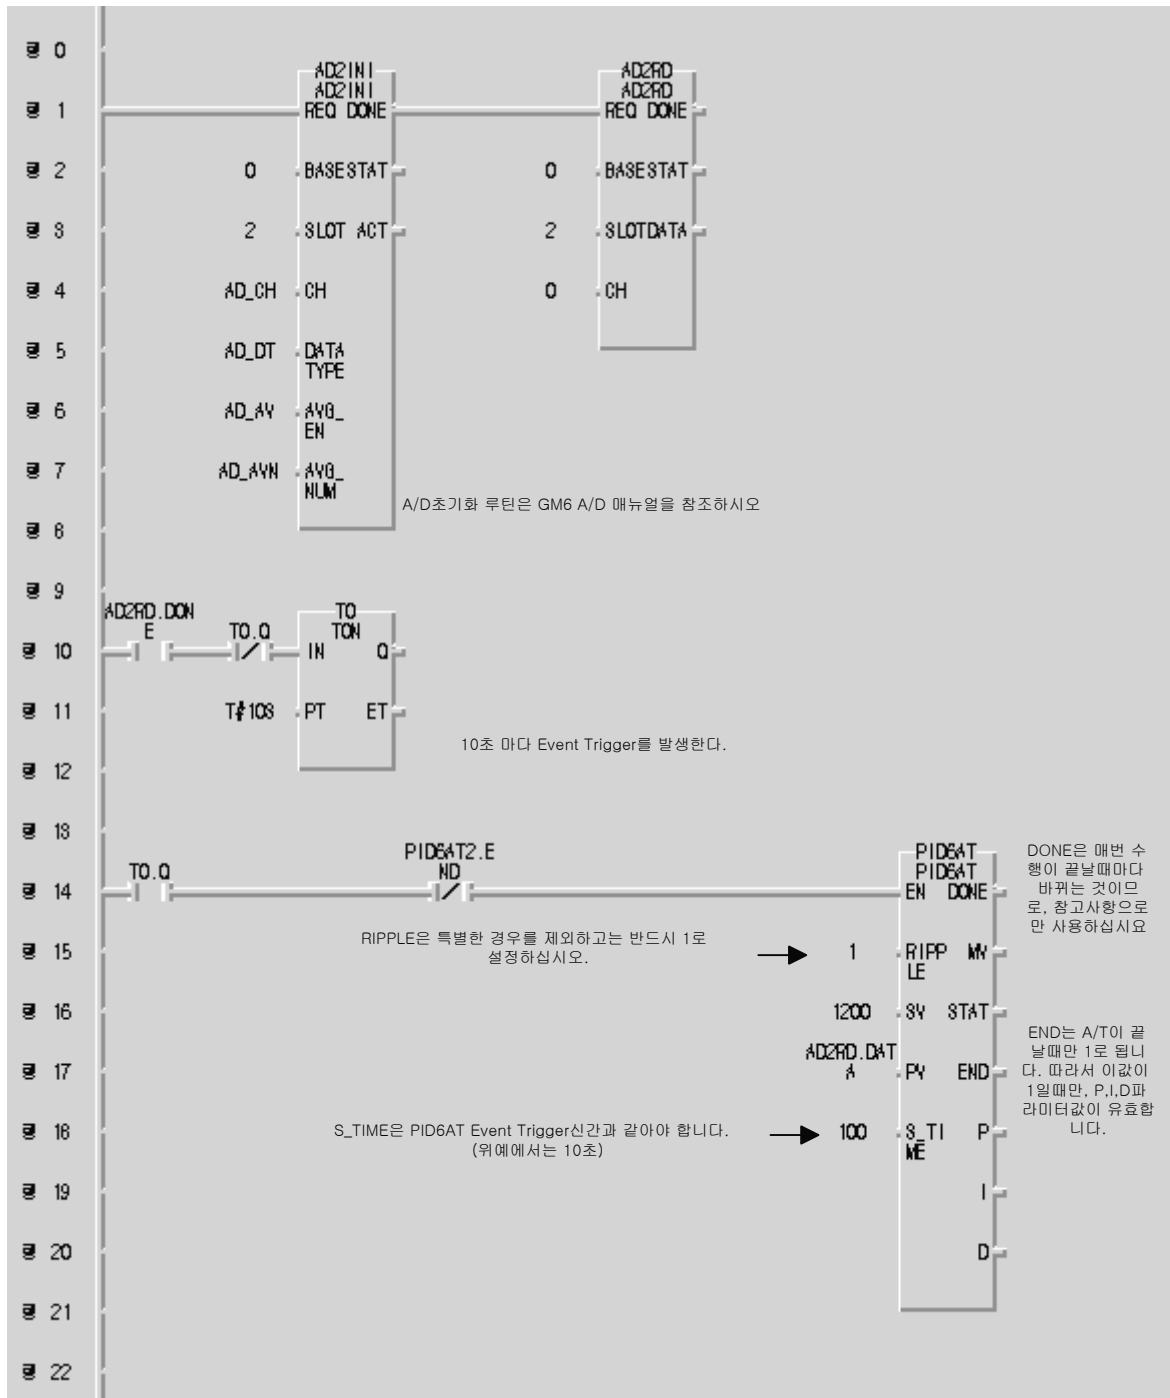 0
AD2INI AD2RD
AD2INI AD2RD
1 REQ DONE REQ DONE
2 0 BASE STAT 0 BASE STAT
3 2 SLOT ACT 2 SLOT DATA
4 AD_CH CH 0 CH
5 AD_DT DATA
TYPE
6 AD_AV AVG_
EN
7 AD_AVN AVG_
NUM
A/D초기화 루틴은 GM6 A/D 매뉴얼을 참조하시오
8
9
AD2RD.DON T0
E T0.Q TON
10 IN Q
11 T#10S PT ET
10초 마다 Event Trigger를 발생한다.
12
13
PID6AT2.E PID6AT
T0.Q ND PID6AT
14 EN DONE
DONE은 매번 수
행이 끝날때마다
바뀌는 것이므
로, 참고사항으로
만 사용하십시요
RIPPLE은 특별한 경우를 제외하고는 반드시 1로
설정하십시오.
15 1 RIPP MV
LE
16 1200 SV STAT
AD2RD.DAT
17 A PV END
END는 A/T이 끝
날때만 1로 됩니
다. 따라서 이값이
1일때만, P,I,D파
라미터값이 유효합
니다.
S_TIME은 PID6AT Event Trigger신간과 같아야 합니다.
(위예에서는 10초)
18 100 S_TI P
ME
19 I
20 D
21
22